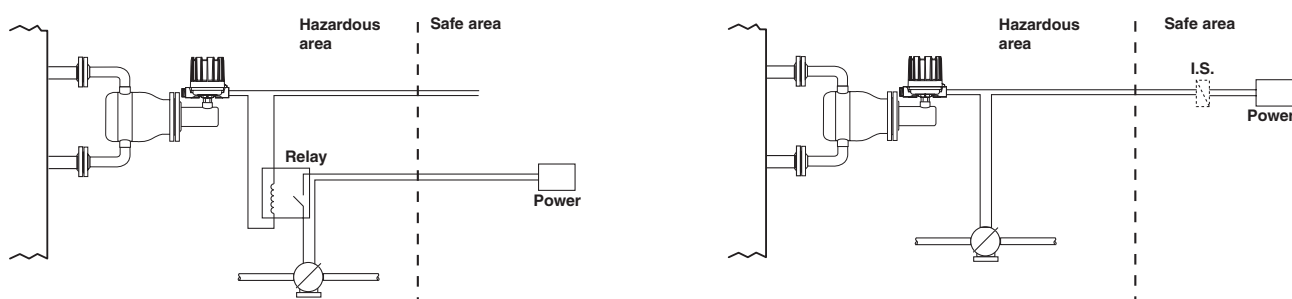 Hazardous
area
Safe area
Relay
Power
Hazardous
area
Safe area
I.S.
Power